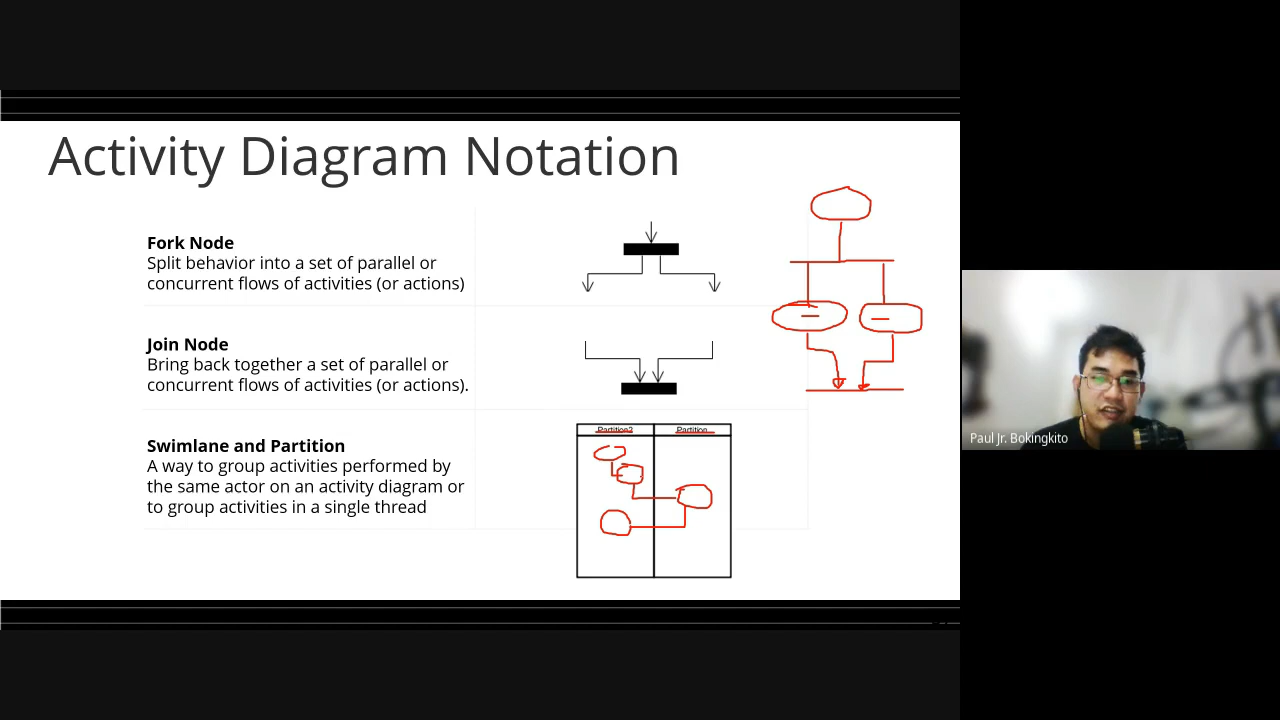 Activity Diagram Notation
Fork Node
Split behavior into a set of parallel or
concurrent flows of activities (or actions)
Join Node
Bring back together a set of parallel or
concurrent flows of activities (or actions).
Swimlane and Partition
A way to group activities performed by
the same actor on an activity diagram or
to group activities in a single thread
Partition2
Partition
Paul Jr. Bokingkito